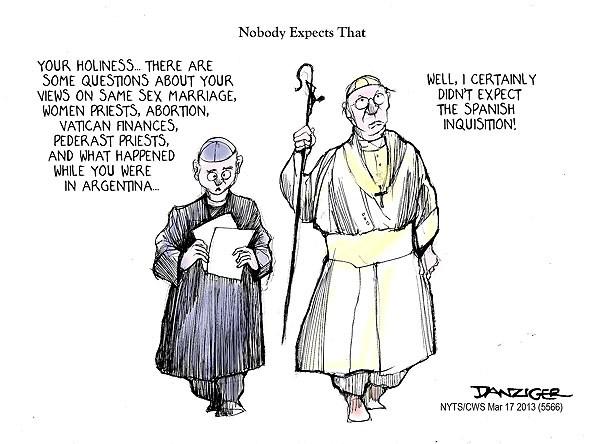 Nobody Expects That
YOUR HOLINESS... THERE ARE
SOME QUESTIONS ABOUT YOUR
VIEWS ON SAME SEX MARRIAGE,
WOMEN PRIESTS, ABORTION,
VATICAN FINANCES,
PEDERAST PRIESTS,
AND WHAT HAPPENED
WHILE YOU WERE
IN ARGENTINA...
WELL, I CERTAINLY
DIDN'T EXPECT
THE SPANISH
INQUISITION!
DANZIGER
NYTS/CWS Mar 17 2013 (5566)